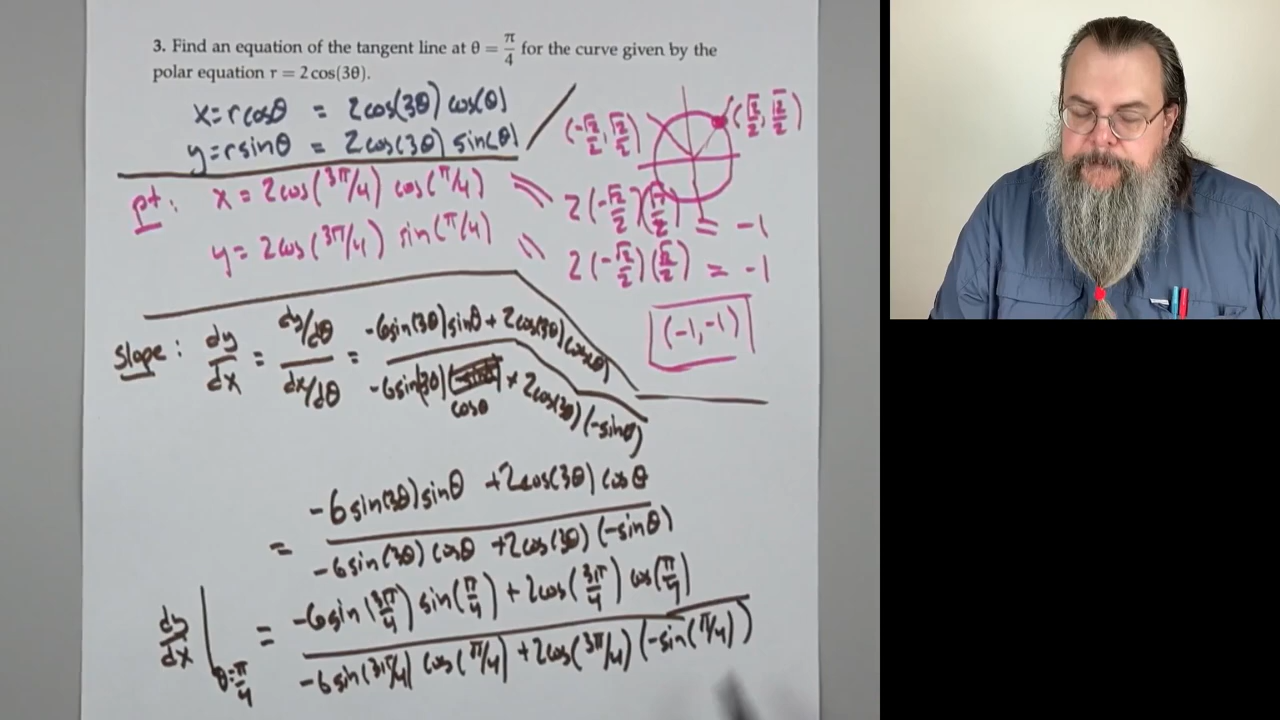 3. Find an equation of the tangent line at θ = π/4 for the curve given by the
polar equation r = 2 cos(3θ).
x = r cosθ = 2cos(3θ) cos(θ)
y = r sinθ = 2cos(3θ) sin(θ)
(-√2/2, √2/2) (√2/2, √2/2)
pt: x = 2cos(3π/4) cos(π/4) = 2(-√2/2)(√2/2) = -1
y = 2cos(3π/4) sin(π/4) = 2(-√2/2)(√2/2) = -1
(-1,-1)
slope: dy/dx = dy/dθ / dx/dθ = -6sin(3θ)sinθ + 2cos(3θ)cos(θ) / -6sin(3θ) cosθ + 2cos(3θ)(-sinθ)
= -6sin(3θ)sinθ + 2cos(3θ) cosθ / -6sin(3θ) cosθ + 2cos(3θ)(-sinθ)
dy/dx | θ=π/4 = -6sin(3π/4) sin(π/4) + 2cos(3π/4) cos(π/4) / -6sin(3π/4) cos(π/4) + 2cos(3π/4)(-sin(π/4))